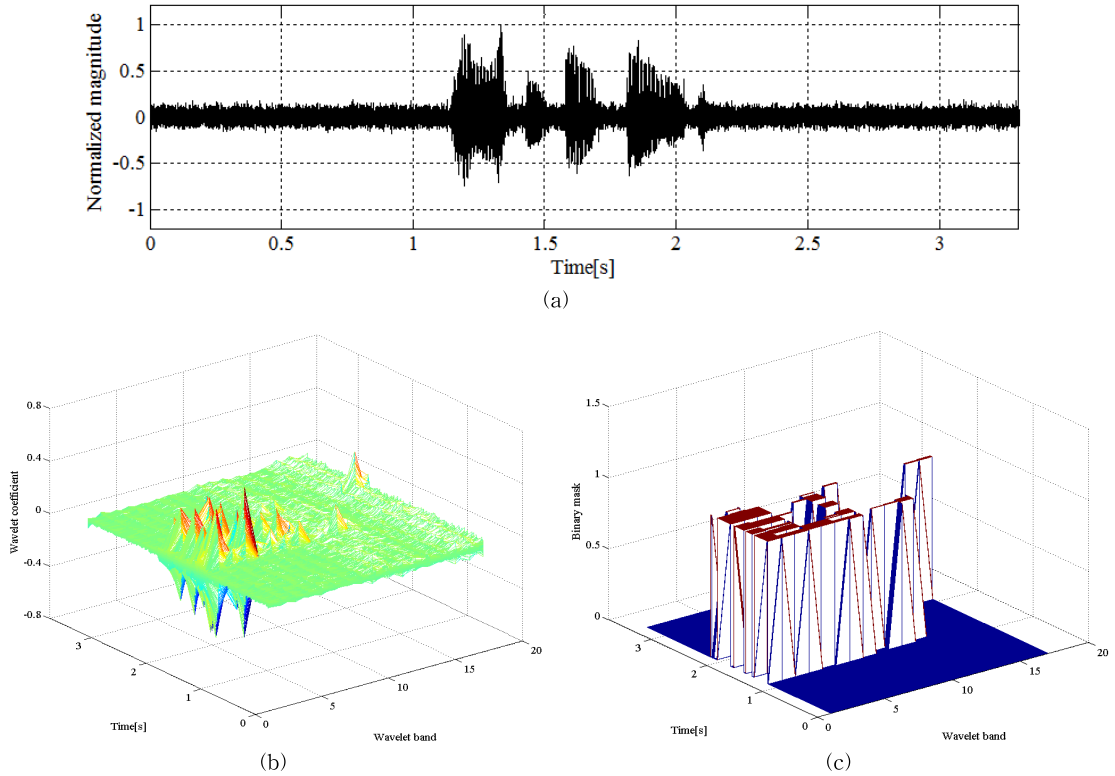 Normalized magnitude
1
0.5
0
-0.5
-1
0 0.5 1 1.5 2 2.5 3
Time[s]
(a)
Wavelet coefficient
0.8
0.4
0
-0.4
-0.8
3
2
1
0
Time[s]
0
5
10
15
20
Wavelet band
(b)
Binary mask
1.5
1
0.5
0
3
2
1
0
Time[s]
0
5
10
15
20
Wavelet band
(c)